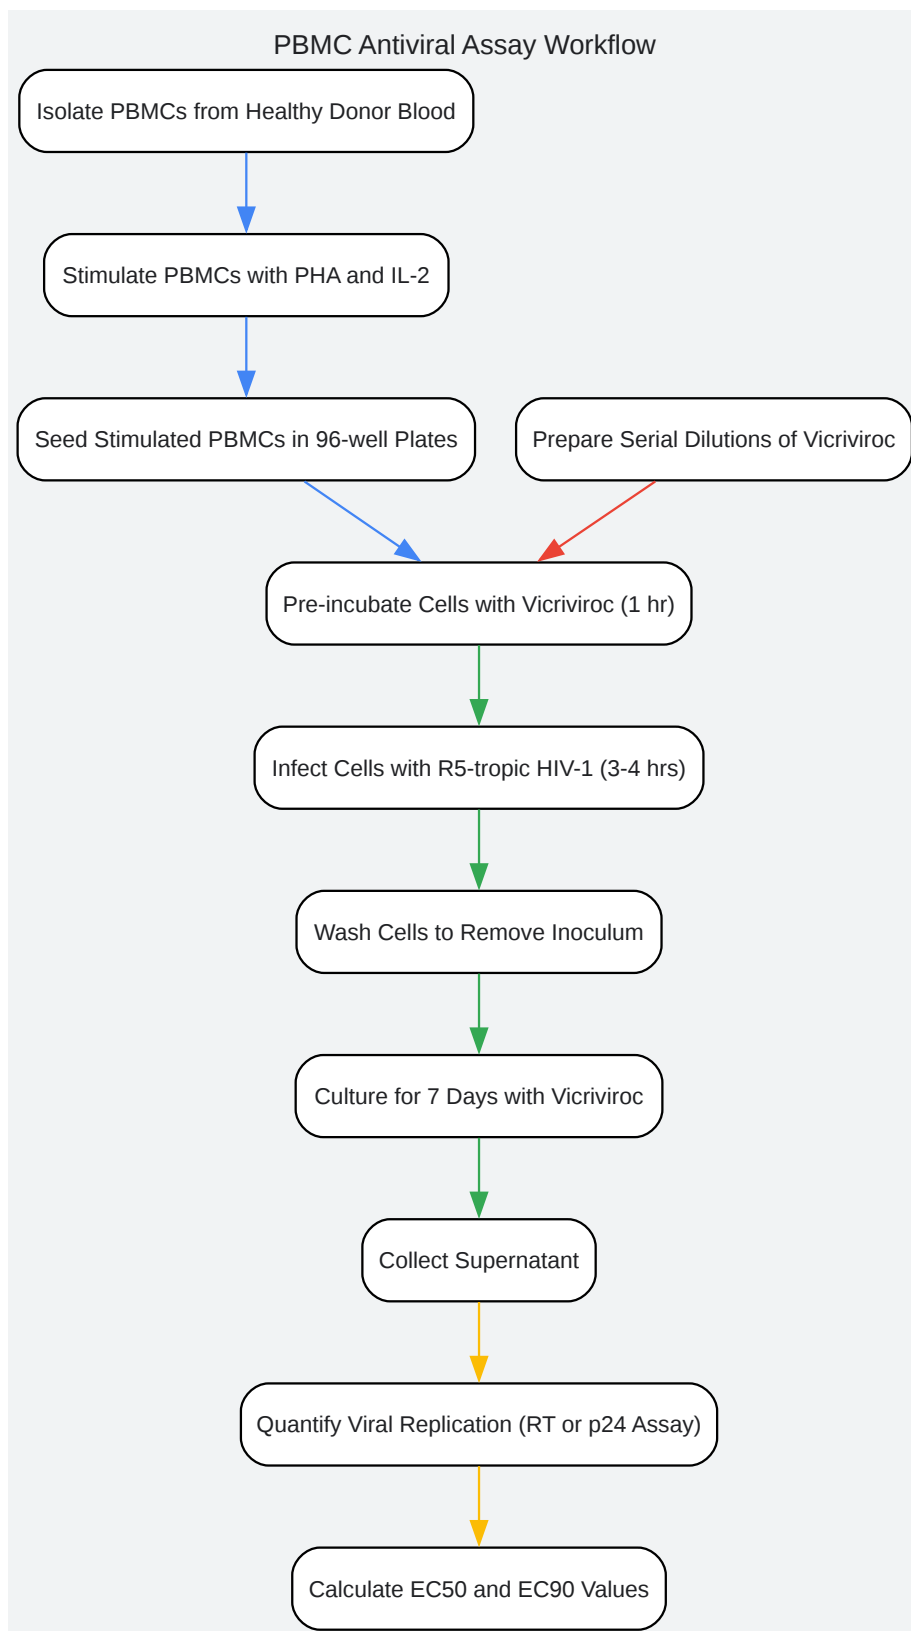 PBMC Antiviral Assay Workflow
Isolate PBMCs from Healthy Donor Blood
Stimulate PBMCs with PHA and IL-2
Seed Stimulated PBMCs in 96-well Plates
Prepare Serial Dilutions of Vicriviroc
Pre-incubate Cells with Vicriviroc (1 hr)
Infect Cells with R5-tropic HIV-1 (3-4 hrs)
Wash Cells to Remove Inoculum
Culture for 7 Days with Vicriviroc
Collect Supernatant
Quantify Viral Replication (RT or p24 Assay)
Calculate EC50 and EC90 Values